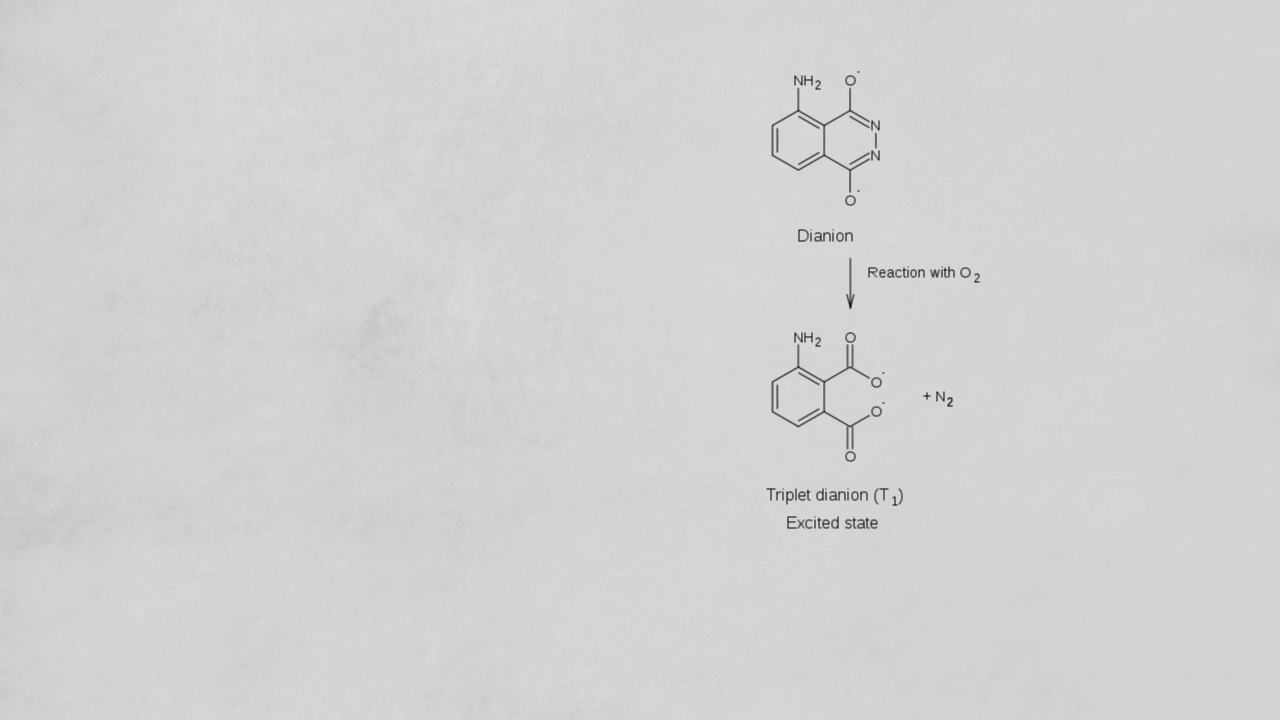 NH2 O-
N
N
O-
Dianion
Reaction with O2
NH2 O
O-
O-
+ N2
O
Triplet dianion (T1)
Excited state